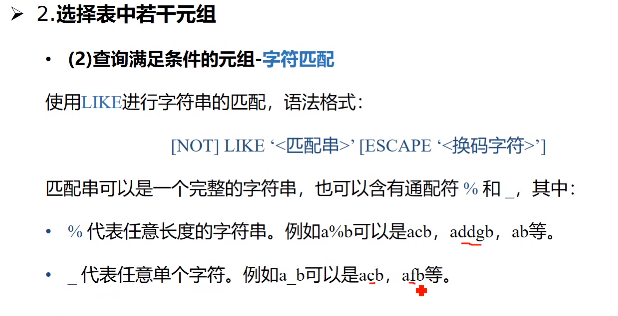 ➢ 2.选择表中若干元组
• (2)查询满足条件的元组-字符匹配
使用LIKE进行字符串的匹配，语法格式：
[NOT] LIKE ‘<匹配串>’ [ESCAPE ‘<换码字符>’]
匹配串可以是一个完整的字符串，也可以含有通配符 % 和 _，其中：
• % 代表任意长度的字符串。例如a%b可以是acb，addgb，ab等。
• _ 代表任意单个字符。例如a_b可以是acb，afb等。